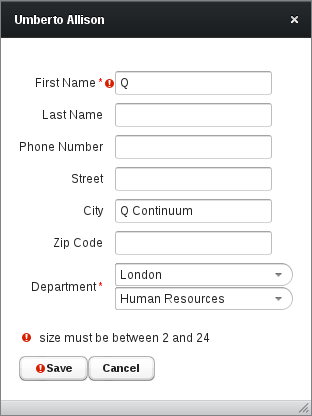 Umberto Allison ×
First Name * Q
Last Name
Phone Number
Street
City Q Continuum
Zip Code
London
Department *
Human Resources
size must be between 2 and 24
Save Cancel